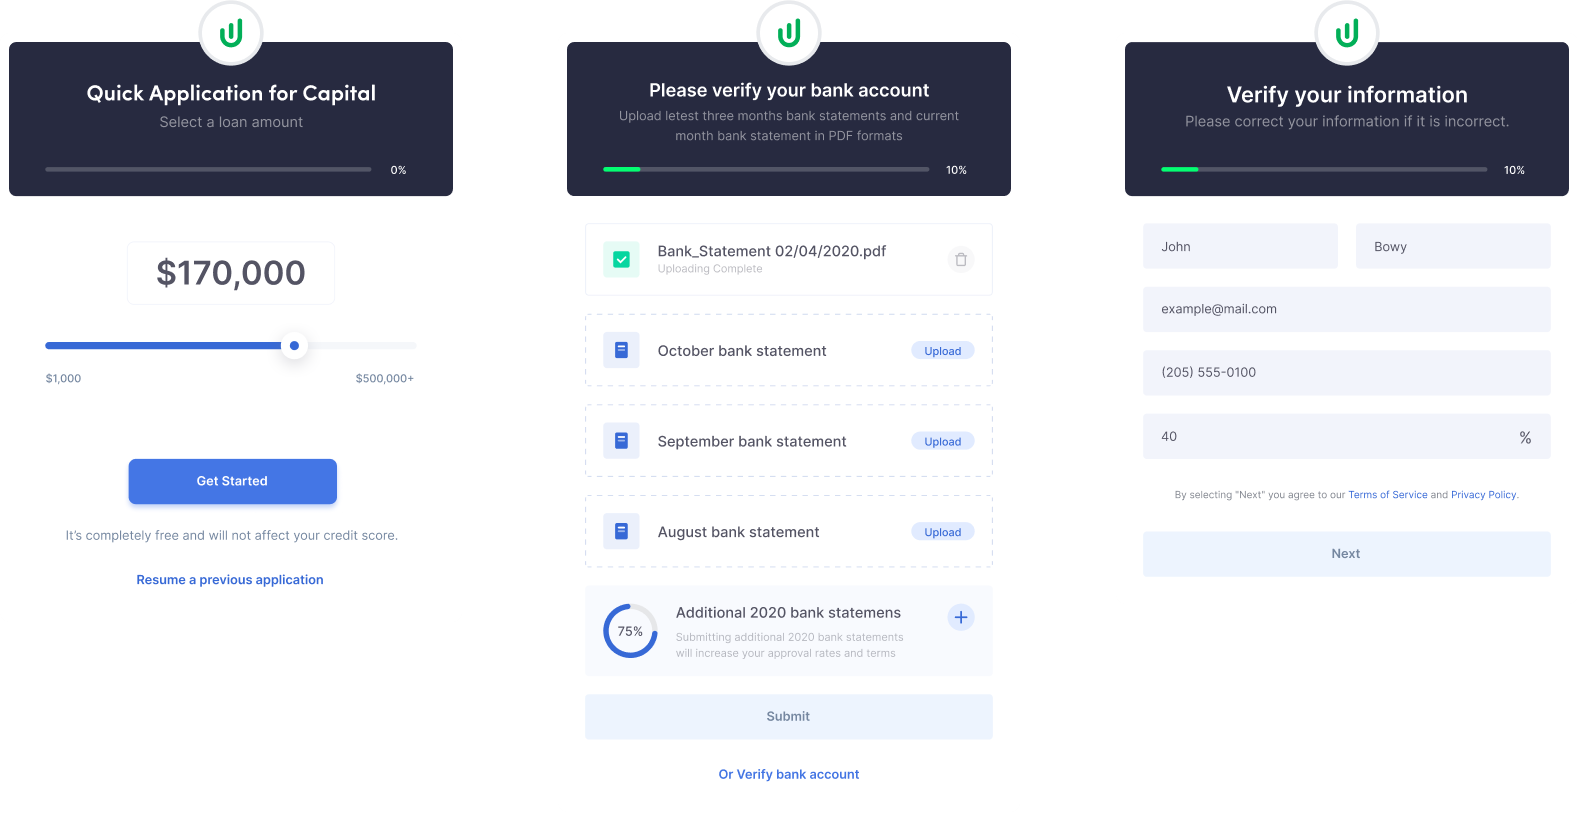 Quick Application for Capital
Select a loan amount
0%
$170,000
$1,000
$500,000+
Get Started
It's completely free and will not affect your credit score.
Resume a previous application
Please verify your bank account
Upload letest three months bank statements and current
month bank statement in PDF formats
10%
Bank_Statement 02/04/2020.pdf
Uploading Complete
October bank statement
Upload
September bank statement
Upload
August bank statement
Upload
75%
Additional 2020 bank statemens
Submitting additional 2020 bank statements
will increase your approval rates and terms
Submit
Or Verify bank account
Verify your information
Please correct your information if it is incorrect.
10%
John
Bowy
example@mail.com
(205) 555-0100
40
%
By selecting "Next" you agree to our Terms of Service and Privacy Policy.
Next